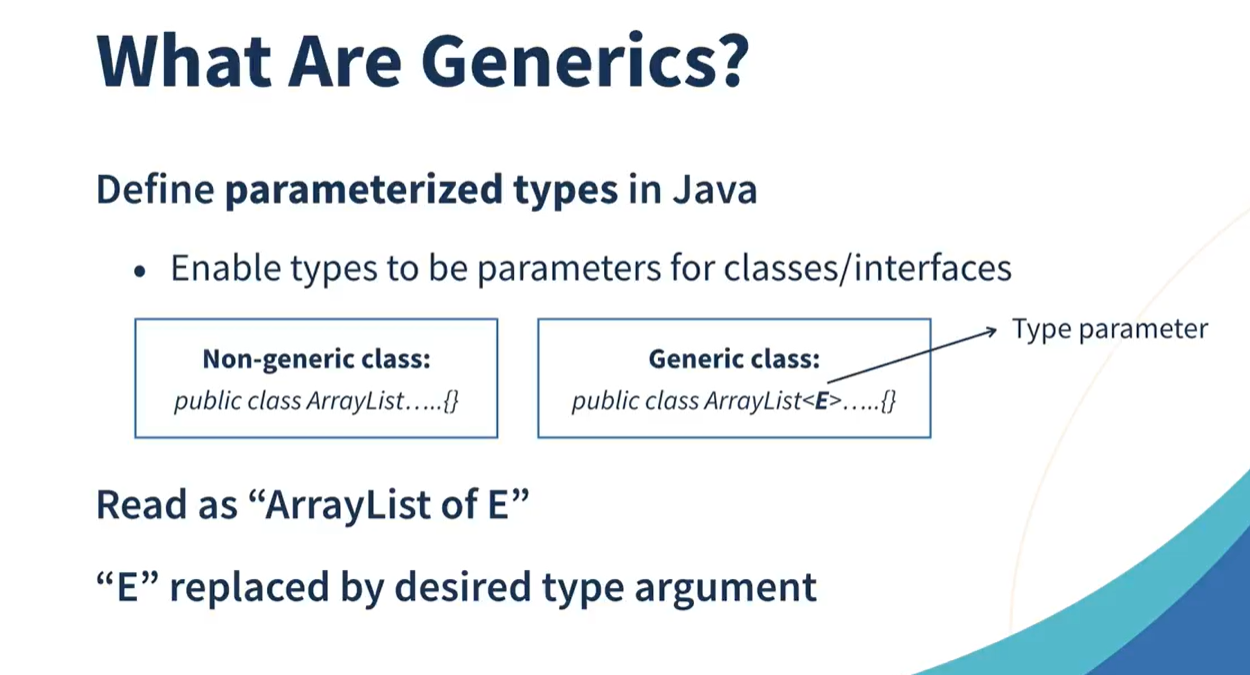 What Are Generics?
Define parameterized types in Java
• Enable types to be parameters for classes/interfaces
Non-generic class:
public class ArrayList…..{}
Generic class:
public class ArrayList<E>…..{}
Type parameter
Read as “ArrayList of E”
“E” replaced by desired type argument